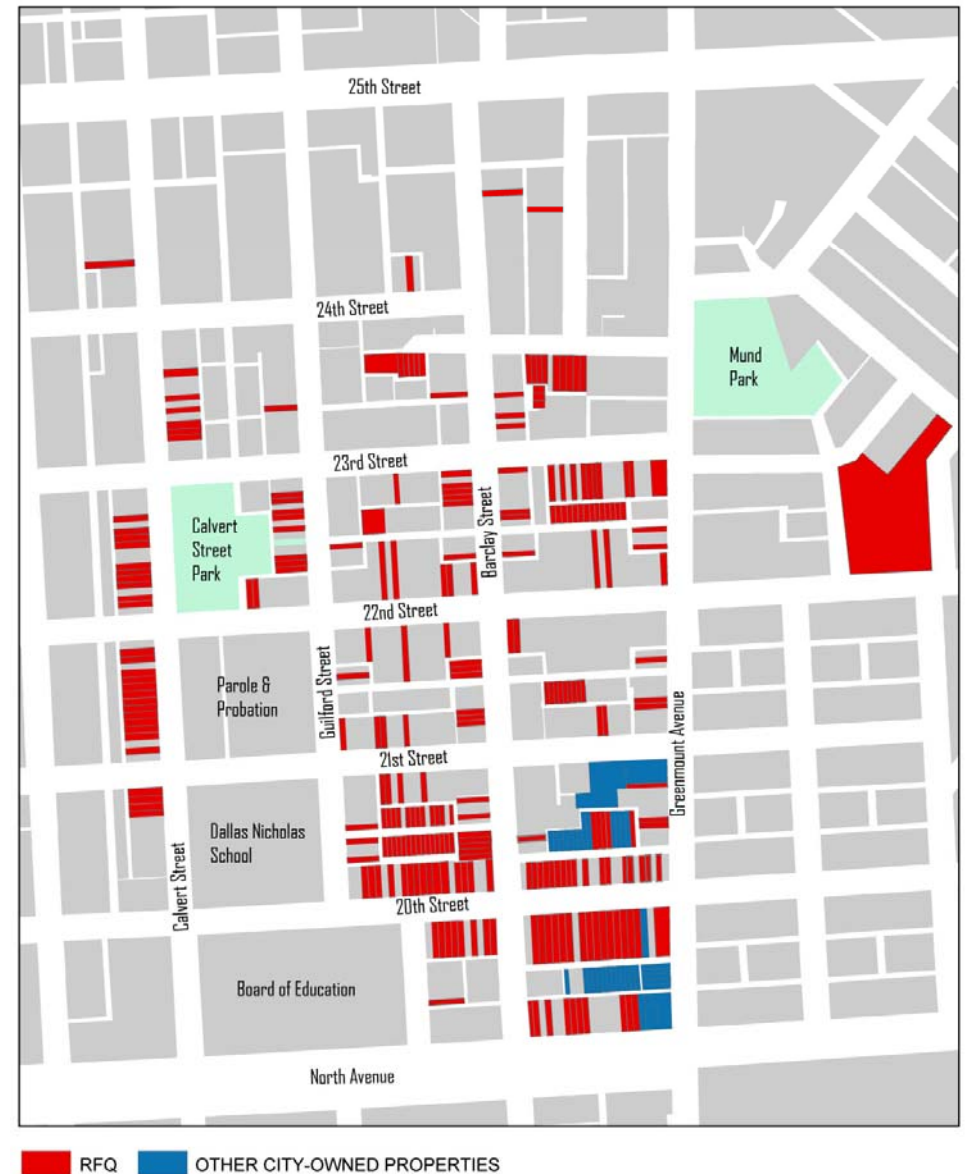 25th Street
24th Street
Mund
Park
23rd Street
Calvert
Street
Park
Barclay Street
22nd Street
Guilford Street
Parole &
Probation
21st Street
Greenmount Avenue
Dallas Nicholas
School
Calvert Street
20th Street
Board of Education
North Avenue
RFQ
OTHER CITY-OWNED PROPERTIES